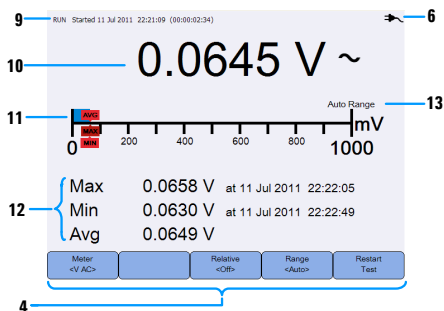 9 RUN Started 11 Jul 2011 22:21:09 (00:00:02:34) 6
10 0.0645 V ~
Auto Range 13
11 AVG mV
MAX
MIN
0 200 400 600 800 1000
12 Max 0.0658 V at 11 Jul 2011 22:22:05
Min 0.0630 V at 11 Jul 2011 22:22:49
Avg 0.0649 V
Meter <V AC> Relative <Off> Range <Auto> Restart Test
4